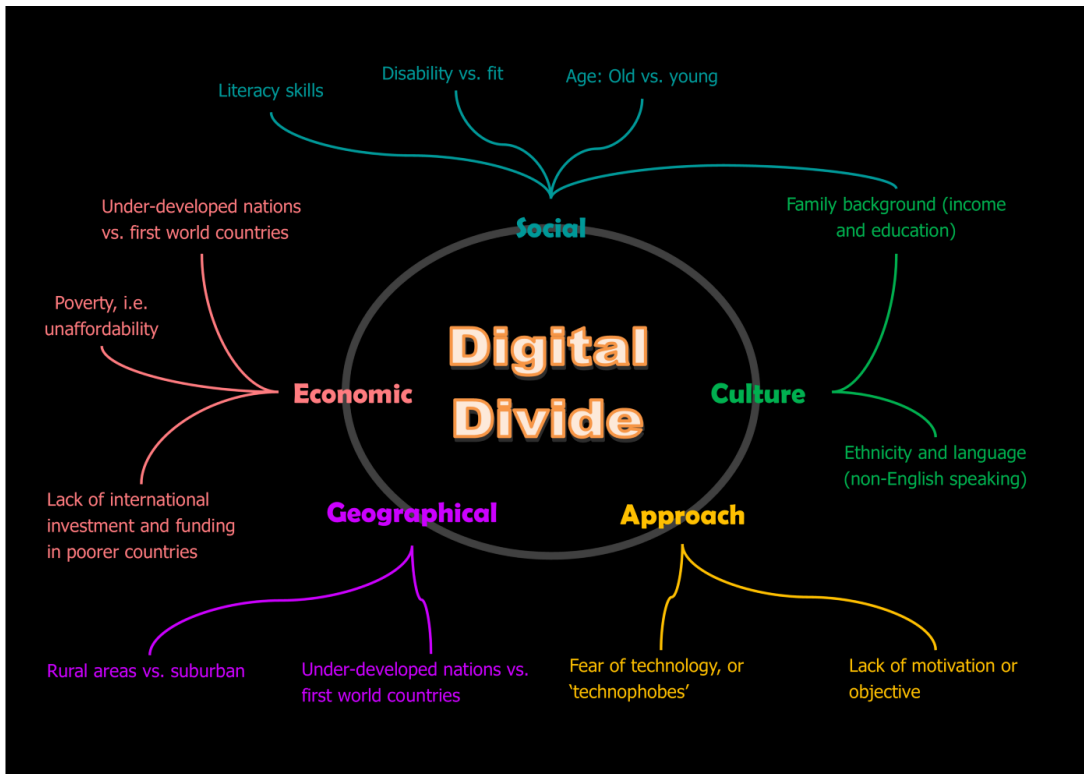 Literacy skills
Disability vs. fit
Age: Old vs. young
Social
Under-developed nations
vs. first world countries
Poverty, i.e.
unaffordability
Economic
Lack of international
investment and funding
in poorer countries
Digital
Divide
Family background (income
and education)
Culture
Ethnicity and language
(non-English speaking)
Geographical
Rural areas vs. suburban
Under-developed nations vs.
first world countries
Approach
Fear of technology, or
‘technophobes’
Lack of motivation or
objective